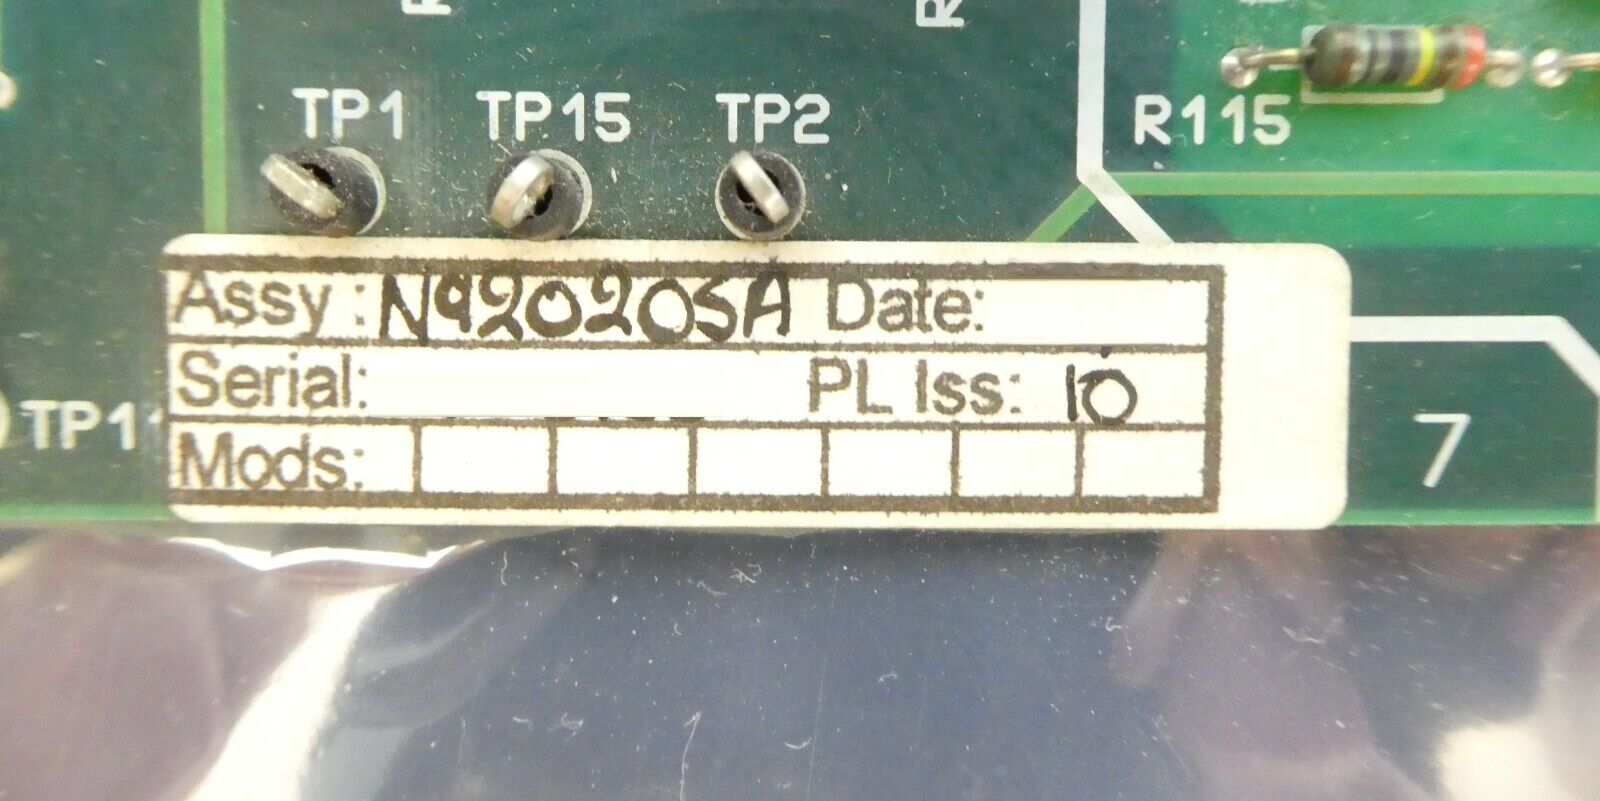 R
R
TP1 TP15 TP2
R115
Assy: N920205A Date:
Serial: PL Iss: 10
Mods:
TP11
7